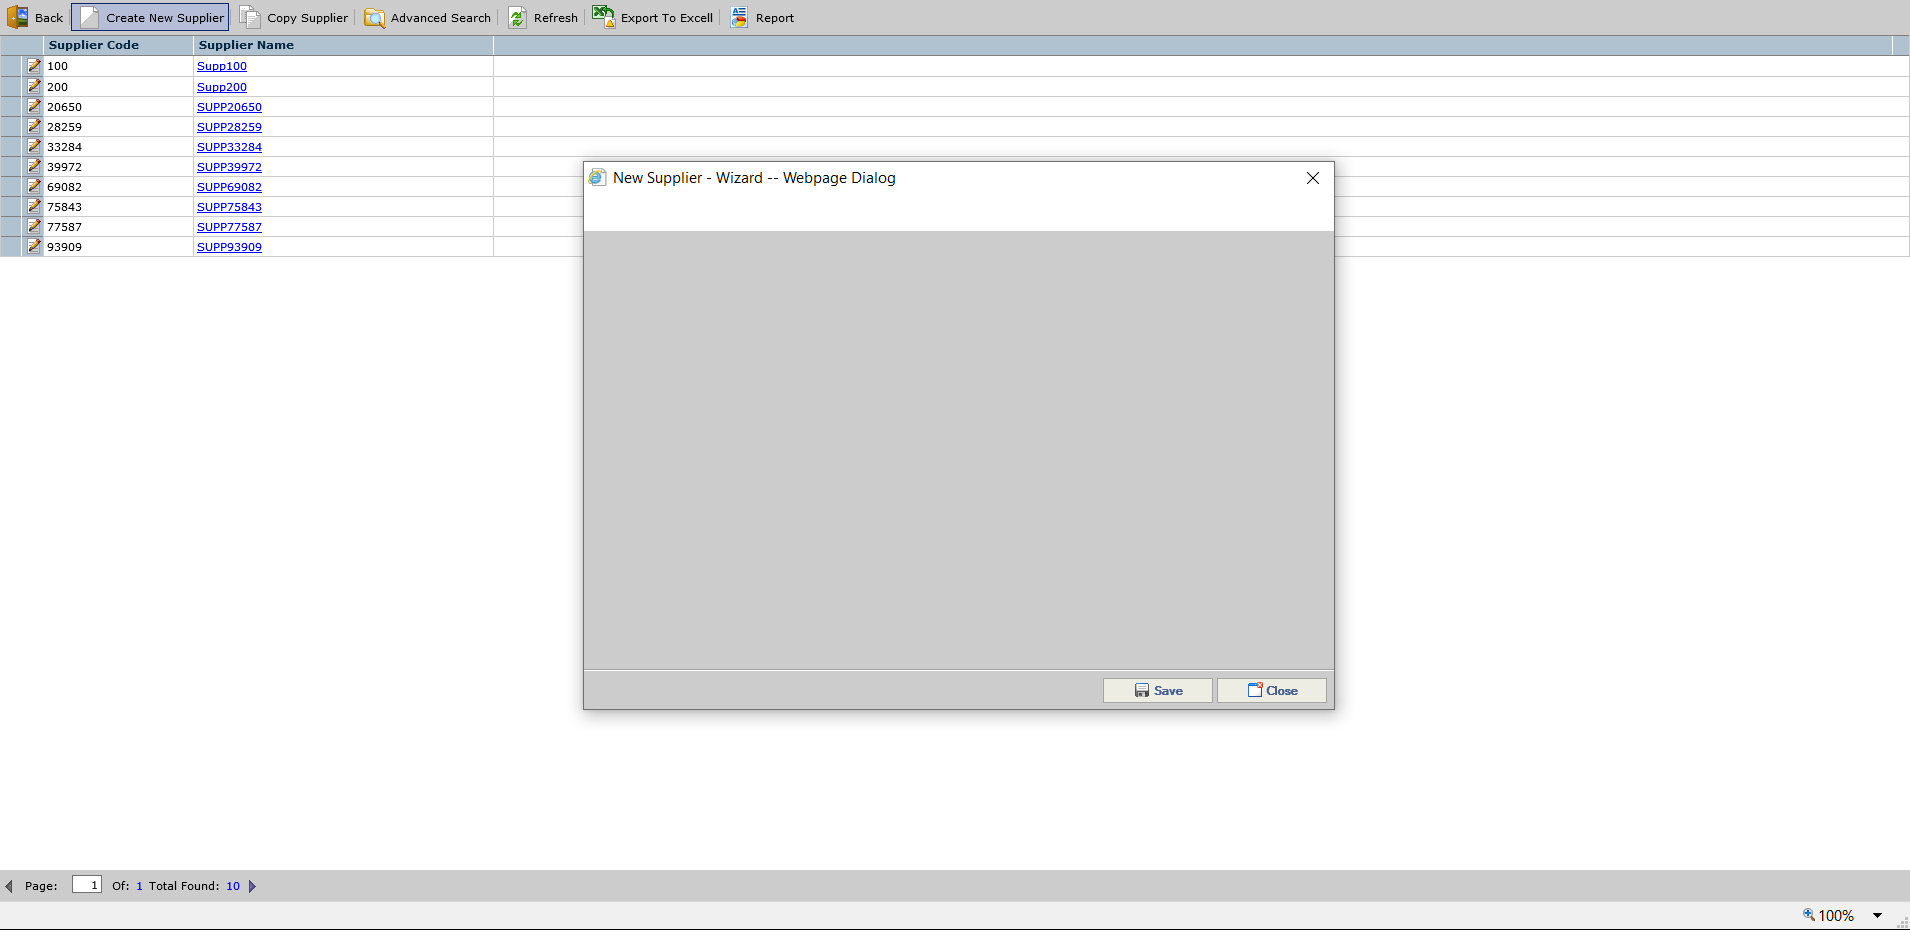 Back Create New Supplier Copy Supplier Advanced Search Refresh Export To Excell Report
Supplier Code Supplier Name
100 Supp100
200 Supp200
20650 SUPP20650
28259 SUPP28259
33284 SUPP33284
39972 SUPP39972
69082 SUPP69082
75843 SUPP75843
77587 SUPP77587
93909 SUPP93909
New Supplier - Wizard -- Webpage Dialog
Save Close
Page: 1 Of: 1 Total Found: 10
100%